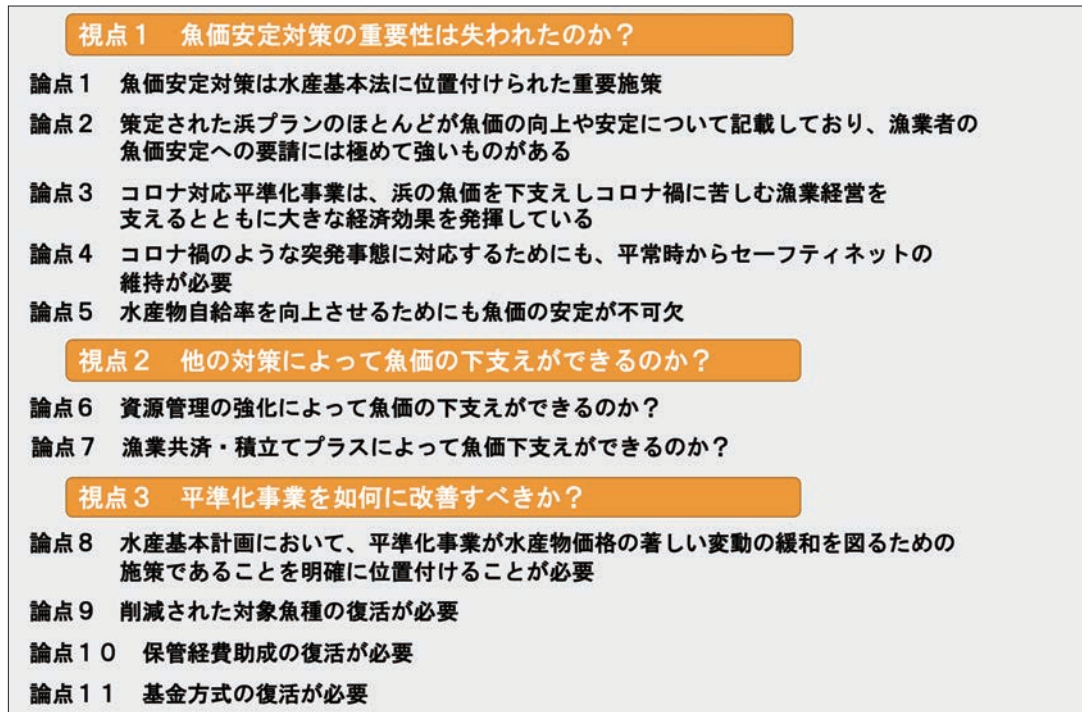 視点1 魚価安定対策の重要性は失われたのか?
論点1 魚価安定対策は水産基本法に位置付けられた重要施策
論点2 策定された浜プランのほとんどが魚価の向上や安定について記載しており、漁業者の
魚価安定への要請には極めて強いものがある
論点3 コロナ対応平準化事業は、浜の魚価を下支えしコロナ禍に苦しむ漁業経営を
支えるとともに大きな経済効果を発揮している
論点4 コロナ禍のような突発事態に対応するためにも、平常時からセーフティネットの
維持が必要
論点5 水産物自給率を向上させるためにも魚価の安定が不可欠
視点2 他の対策によって魚価の下支えができるのか?
論点6 資源管理の強化によって魚価の下支えができるのか?
論点7 漁業共済・積立てプラスによって魚価下支えができるのか?
視点3 平準化事業を如何に改善すべきか?
論点8 水産基本計画において、平準化事業が水産物価格の著しい変動の緩和を図るための
施策であることを明確に位置付けることが必要
論点9 削減された対象魚種の復活が必要
論点10 保管経費助成の復活が必要
論点11 基金方式の復活が必要